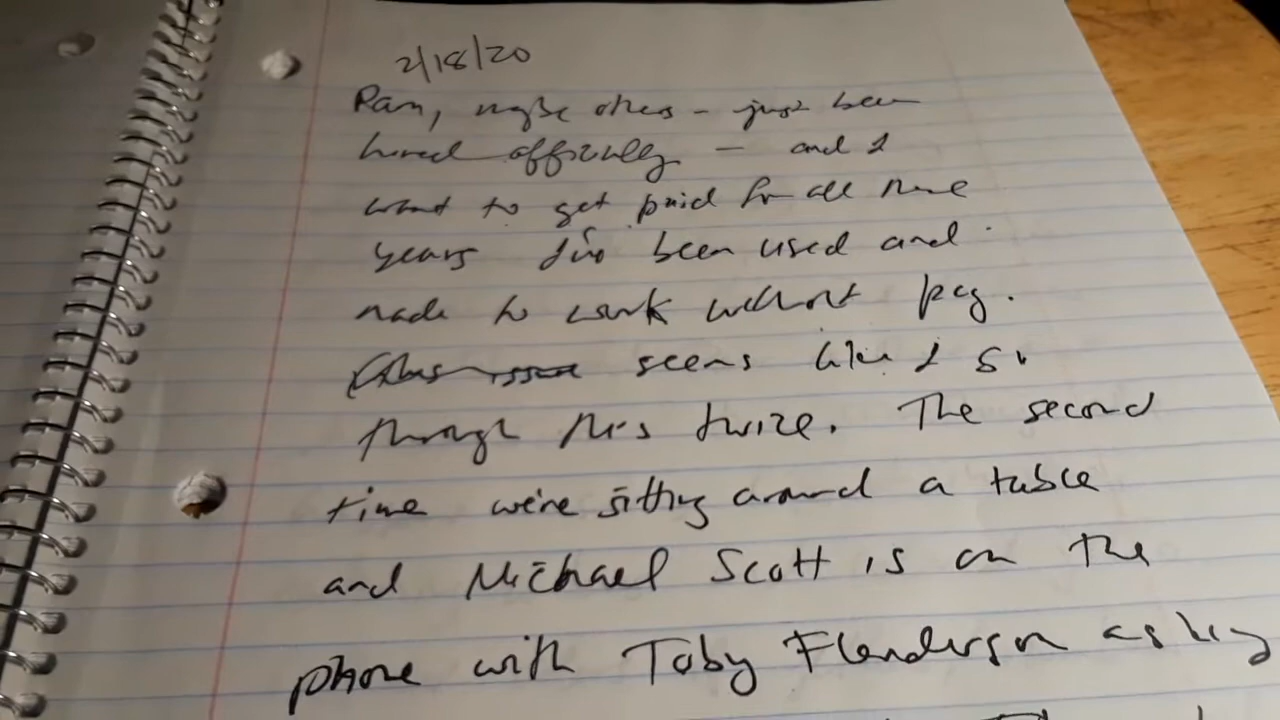 2/18/20
Pam, maybe others - just been
hired officially - and I
want to get paid for all the
years I've been used and
made to work without pay.
seems like I go
through this twice. The second
time we're sitting around a table
and Michael Scott is on the
phone with Toby Flenderson asking